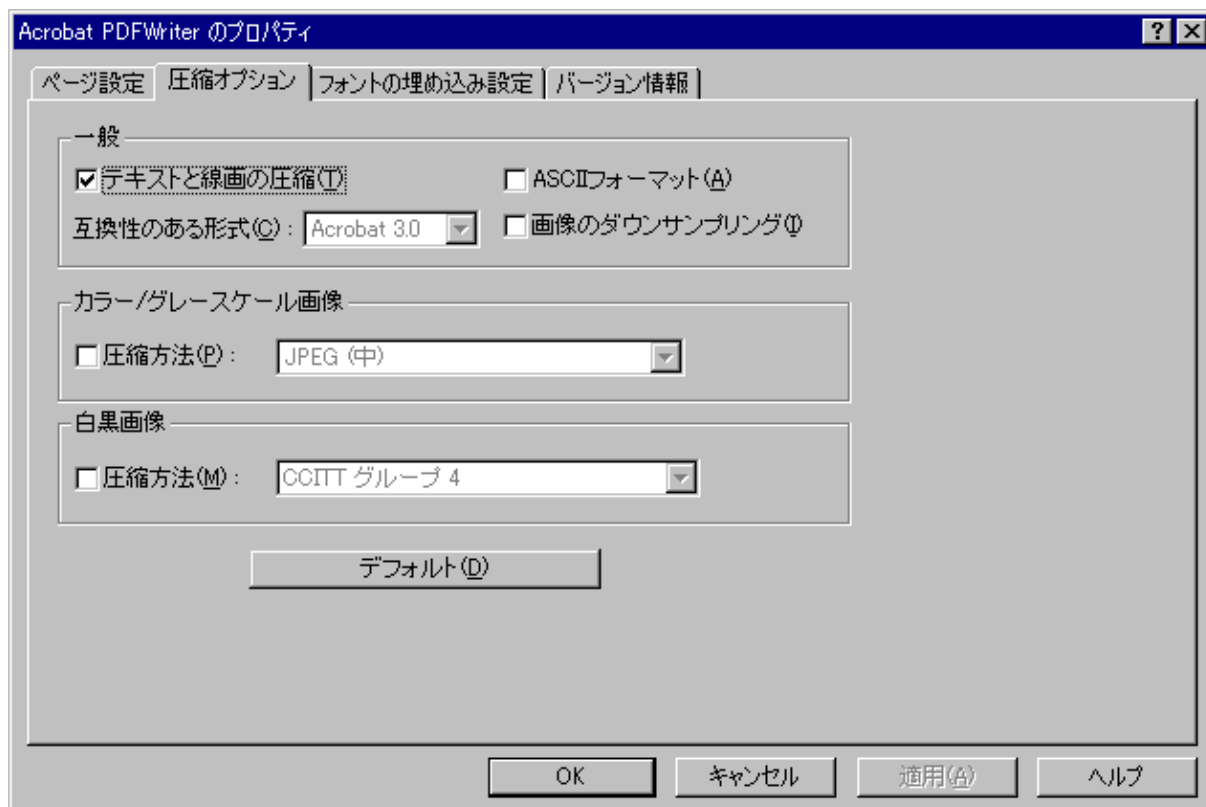 Acrobat PDFWriter のプロパティ
ページ設定 圧縮オプション フォントの埋め込み設定 バージョン情報
一般
テキストと線画の圧縮(T) ASCIIフォーマット(A)
互換性のある形式(C): Acrobat 3.0 画像のダウンサンプリング(I)
カラー/グレースケール画像
圧縮方法(P): JPEG (中)
白黒画像
圧縮方法(M): CCITT グループ 4
デフォルト(D)
OK キャンセル 適用(A) ヘルプ